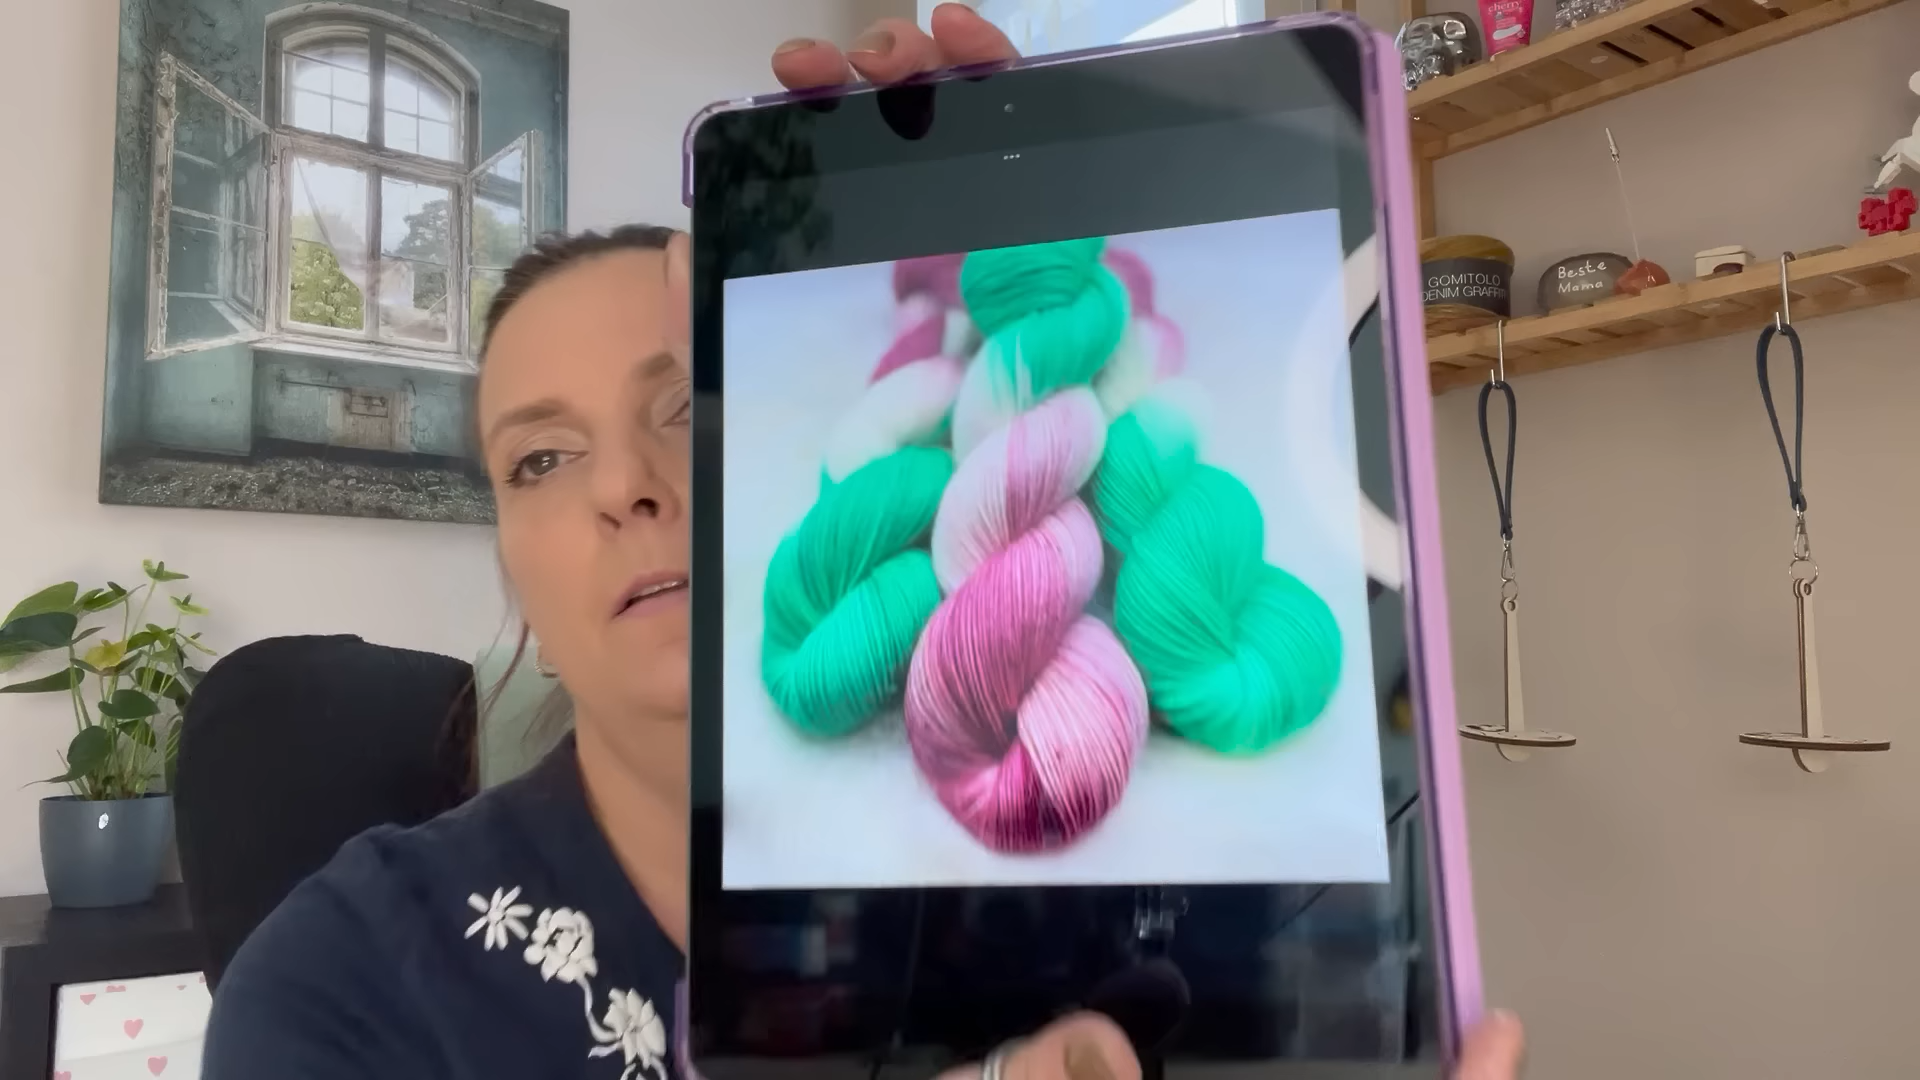 cherry
GOMITOLO
DENIM GRAFFITI
Beste
Mama